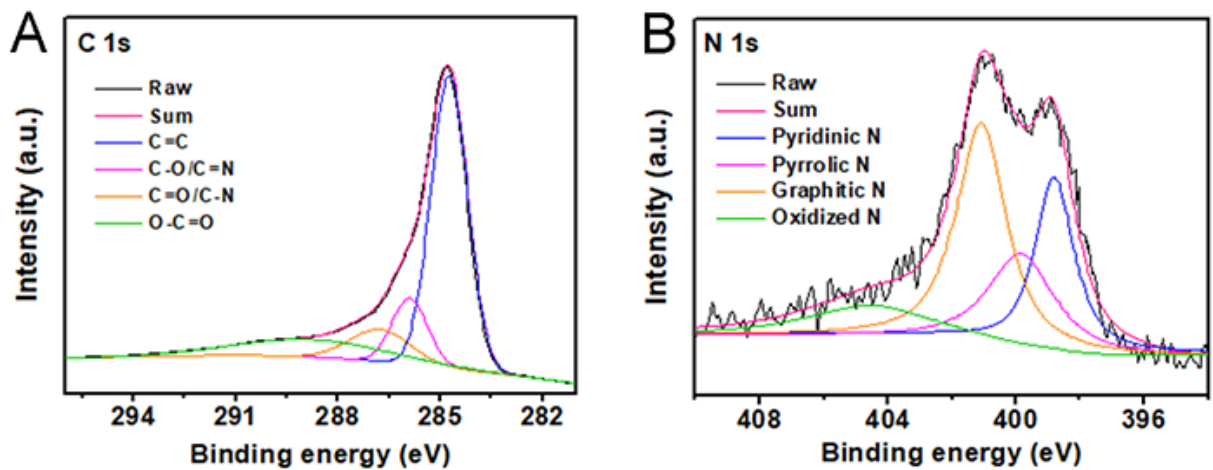 A
C 1s
Raw
Sum
C=C
C-O/C=N
C=O/C-N
O-C=O
Intensity (a.u.)
294 291 288 285 282
Binding energy (eV)
B
N 1s
Raw
Sum
Pyridinic N
Pyrrolic N
Graphitic N
Oxidized N
Intensity (a.u.)
408 404 400 396
Binding energy (eV)